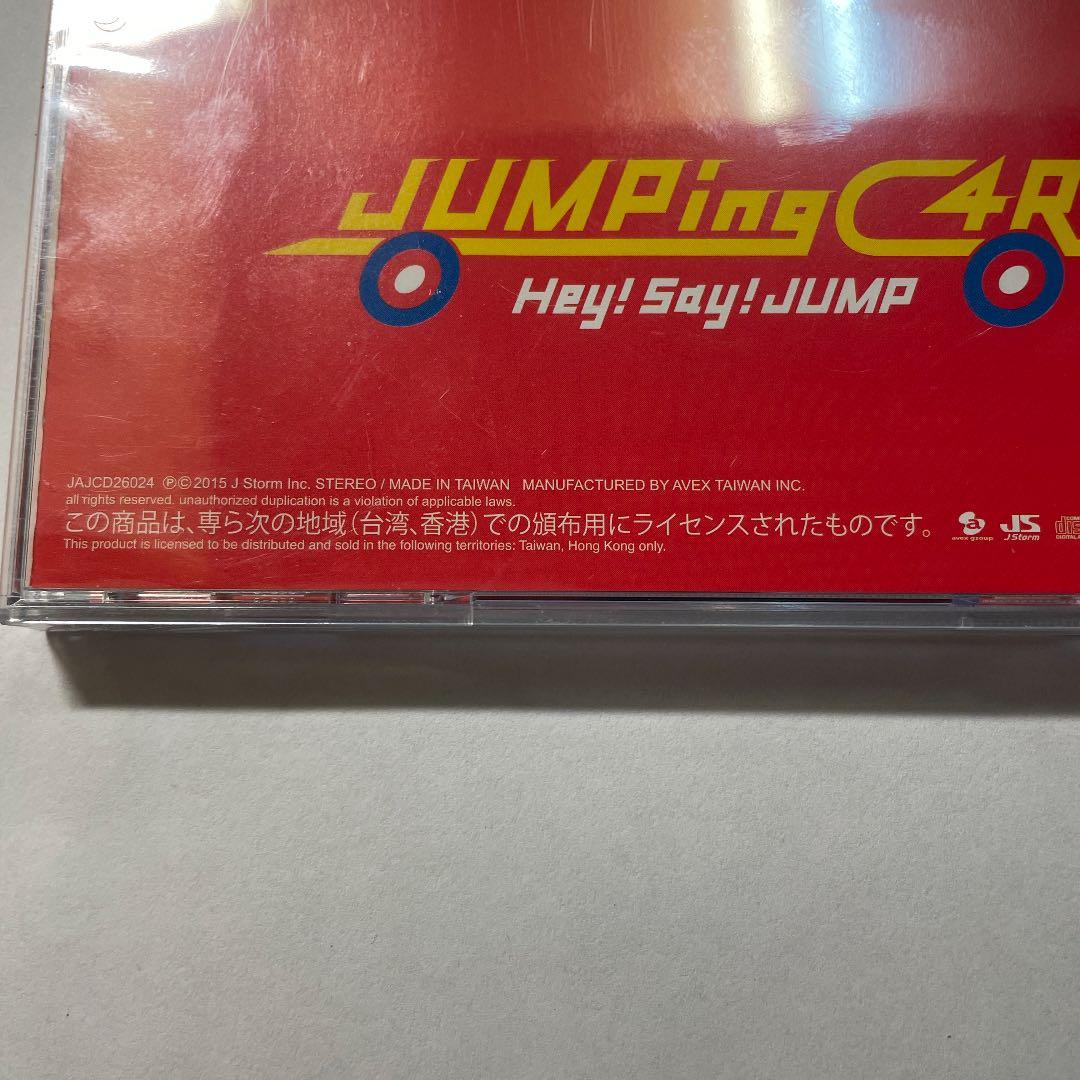 JUMPing C4R
Hey! Say! JUMP
JAJCD26024 ℗© 2015 J Storm Inc. STEREO / MADE IN TAIWAN MANUFACTURED BY AVEX TAIWAN INC.
all rights reserved. unauthorized duplication is a violation of applicable laws.
この商品は、専ら次の地域(台湾、香港)での頒布用にライセンスされたものです。
This product is licensed to be distributed and sold in the following territories: Taiwan, Hong Kong only.
a
avex group
JS
J Storm